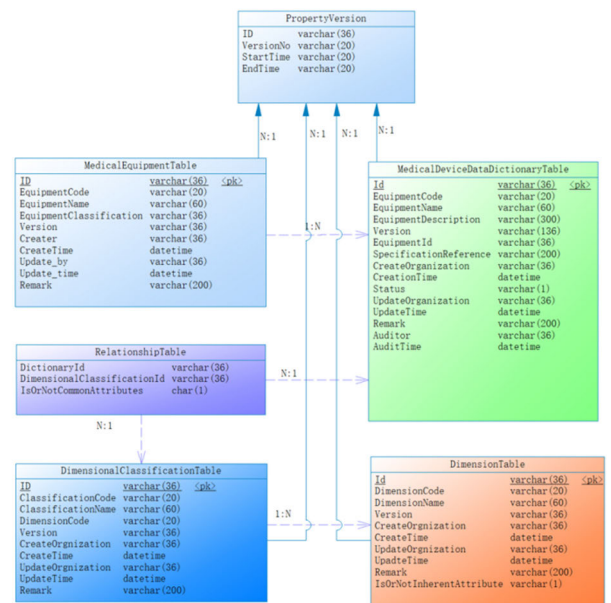 PropertyVersion
ID varchar(36)
VersionNo varchar(20)
StartTime varchar(20)
EndTime varchar(20)
N:1 N:1 N:1 N:1
MedicalEquipmentTable
ID varchar(36) <pk>
EquipmentCode varchar(20)
EquipmentName varchar(60)
EquipmentClassification varchar(36)
Version varchar(36)
Creater varchar(36)
CreateTime datetime
Update_by varchar(36)
Update_time datetime
Remark varchar(200)
1:N
MedicalDeviceDataDictionaryTable
Id varchar(36) <pk>
EquipmentCode varchar(20)
EquipmentName varchar(60)
EquipmentDescription varchar(300)
Version varchar(136)
EquipmentId varchar(36)
SpecificationReference varchar(200)
CreateOrganization varchar(36)
CreationTime datetime
Status varchar(1)
UpdateOrganization varchar(36)
UpdateTime datetime
Remark varchar(200)
Auditor varchar(36)
AuditTime datetime
RelationshipTable
DictionaryId varchar(36)
DimensionalClassificationId varchar(36)
IsOrNotCommonAttributes char(1)
N:1
N:1
DimensionalClassificationTable
ID varchar(36) <pk>
ClassificationCode varchar(20)
ClassificationName varchar(60)
DimensionCode varchar(20)
Version varchar(36)
CreateOrgnization varchar(36)
CreateTime datetime
UpdateOrgnization varchar(36)
UpdateTime datetime
Remark varchar(200)
1:N
DimensionTable
Id varchar(36) <pk>
DimensionCode varchar(20)
DimensionName varchar(60)
Version varchar(36)
CreateOrgnization varchar(36)
CreateTime datetime
UpdateOrgnization varchar(36)
UpadteTime datetime
Remark varchar(200)
IsOrNotInherentAttribute varchar(1)